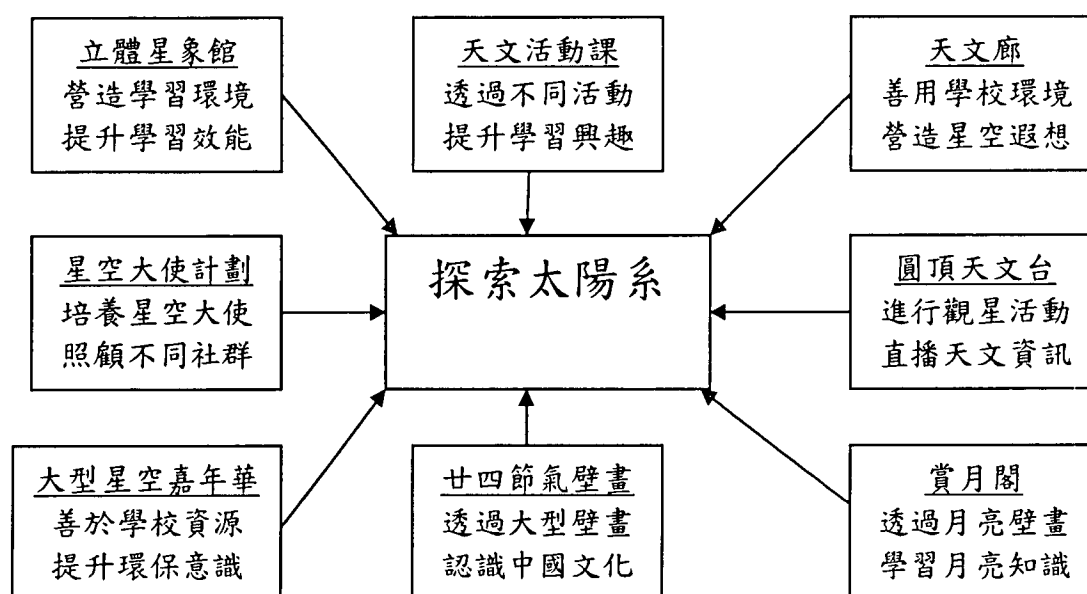 立體星象館
營造學習環境
提升學習效能
天文活動課
透過不同活動
提升學習興趣
天文廊
善用學校環境
營造星空遐想
星空大使計劃
培養星空大使
照顧不同社群
探索太陽系
圓頂天文台
進行觀星活動
直播天文資訊
大型星空嘉年華
善於學校資源
提升環保意識
廿四節氣壁畫
透過大型壁畫
認識中國文化
賞月閣
透過月亮壁畫
學習月亮知識